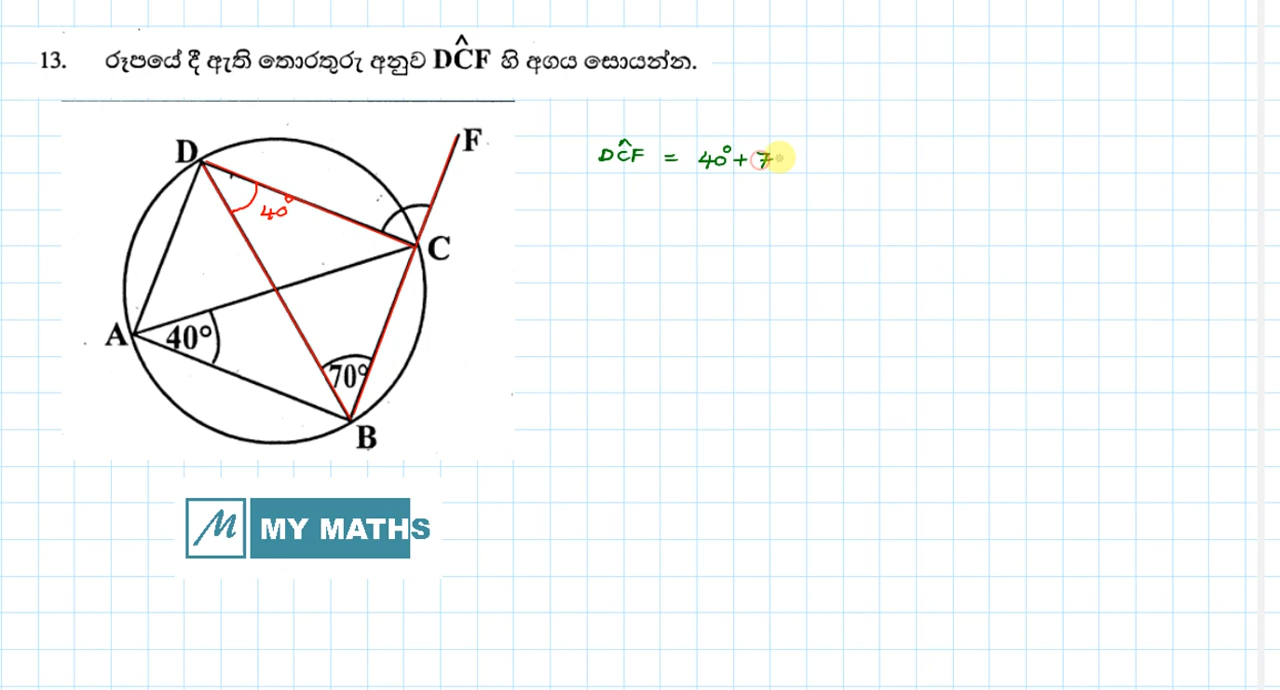 13. රූපයේ දී ඇති තොරතුරු අනුව DĈF හි අගය සොයන්න.
D
F
DĈF = 40° + 7
40°
C
A
40°
70°
B
M MY MATHS